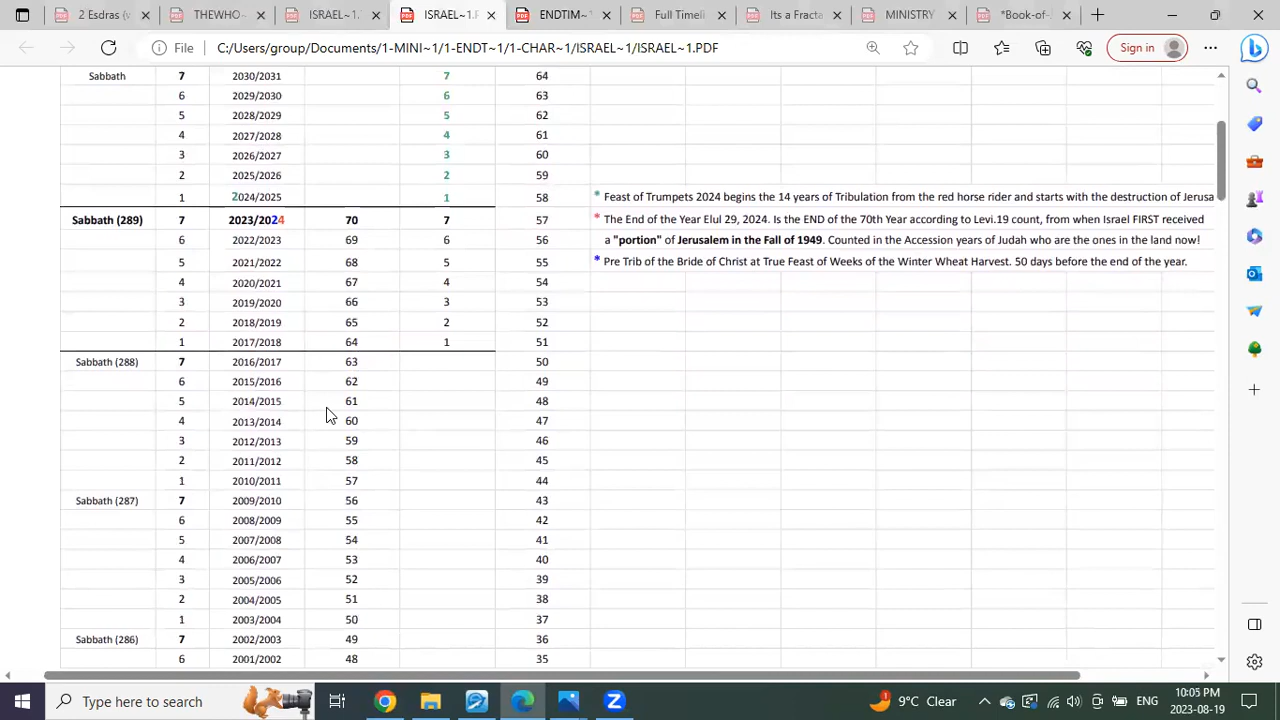 2 Esdras (v
THEWHO~
ISRAEL~1.
ISRAEL~1.P
ENDTIM~
Full Timeli
Its a Fracta
MINISTRY
"Book-of-
File C:/Users/group/Documents/1-MINI~1/1-ENDT~1/1-CHAR~1/ISRAEL~1/ISRAEL~1.PDF Sign in
Sabbath 7 2030/2031 7 64
6 2029/2030 6 63
5 2028/2029 5 62
4 2027/2028 4 61
3 2026/2027 3 60
2 2025/2026 2 59
1 2024/2025 1 58 * Feast of Trumpets 2024 begins the 14 years of Tribulation from the red horse rider and starts with the destruction of Jerusa
Sabbath (289) 7 2023/2024 70 7 57 * The End of the Year Elul 29, 2024. Is the END of the 70th Year according to Levi.19 count, from when Israel FIRST received
6 2022/2023 69 6 56 a "portion" of Jerusalem in the Fall of 1949. Counted in the Accession years of Judah who are the ones in the land now!
5 2021/2022 68 5 55 * Pre Trib of the Bride of Christ at True Feast of Weeks of the Winter Wheat Harvest. 50 days before the end of the year.
4 2020/2021 67 4 54
3 2019/2020 66 3 53
2 2018/2019 65 2 52
1 2017/2018 64 1 51
Sabbath (288) 7 2016/2017 63 50
6 2015/2016 62 49
5 2014/2015 61 48
4 2013/2014 60 47
3 2012/2013 59 46
2 2011/2012 58 45
1 2010/2011 57 44
Sabbath (287) 7 2009/2010 56 43
6 2008/2009 55 42
5 2007/2008 54 41
4 2006/2007 53 40
3 2005/2006 52 39
2 2004/2005 51 38
1 2003/2004 50 37
Sabbath (286) 7 2002/2003 49 36
6 2001/2002 48 35
Type here to search
1
9°C Clear
ENG
10:05 PM
2023-08-19